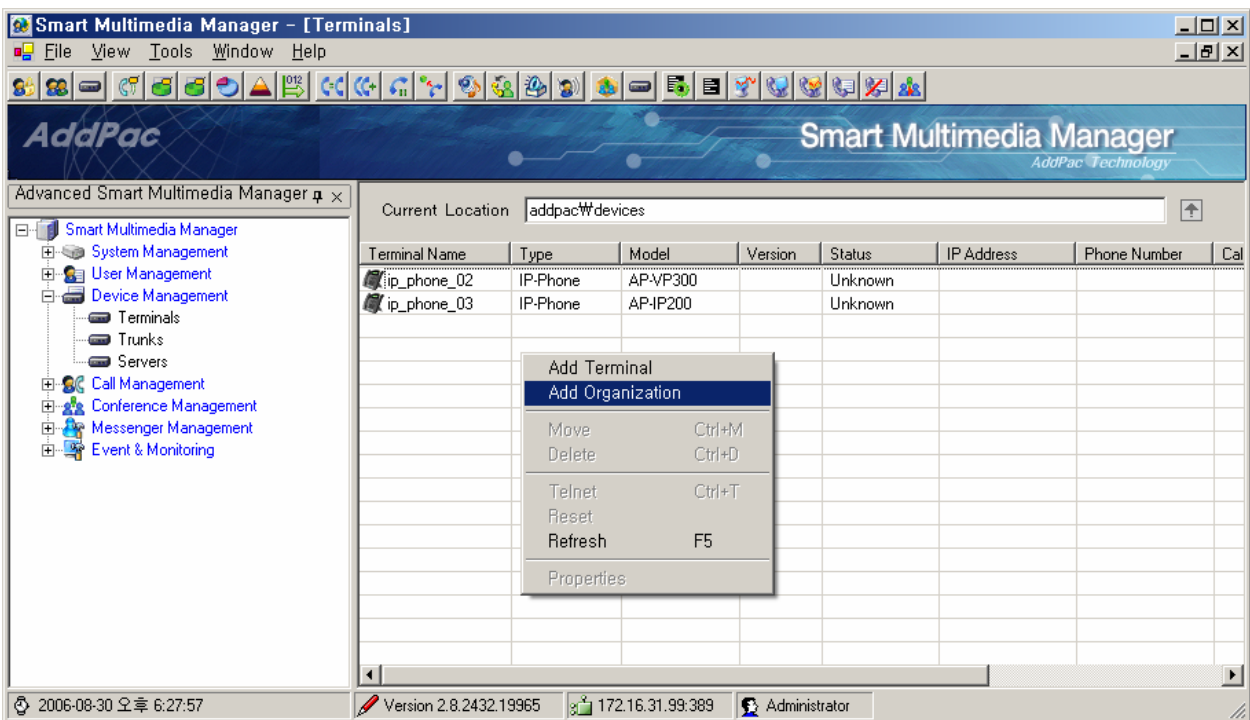 Smart Multimedia Manager - [Terminals]
File View Tools Window Help
012
AddPac
Smart Multimedia Manager
AddPac Technology
Advanced Smart Multimedia Manager
Smart Multimedia Manager
System Management
User Management
Device Management
Terminals
Trunks
Servers
Call Management
Conference Management
Messenger Management
Event & Monitoring
Current Location addpac₩devices
Terminal Name Type Model Version Status IP Address Phone Number Cal
ip_phone_02 IP-Phone AP-VP300 Unknown
ip_phone_03 IP-Phone AP-IP200 Unknown
Add Terminal
Add Organization
Move Ctrl+M
Delete Ctrl+D
Telnet Ctrl+T
Reset
Refresh F5
Properties
2006-08-30 오후 6:27:57 Version 2.8.2432.19965 172.16.31.99:389 Administrator